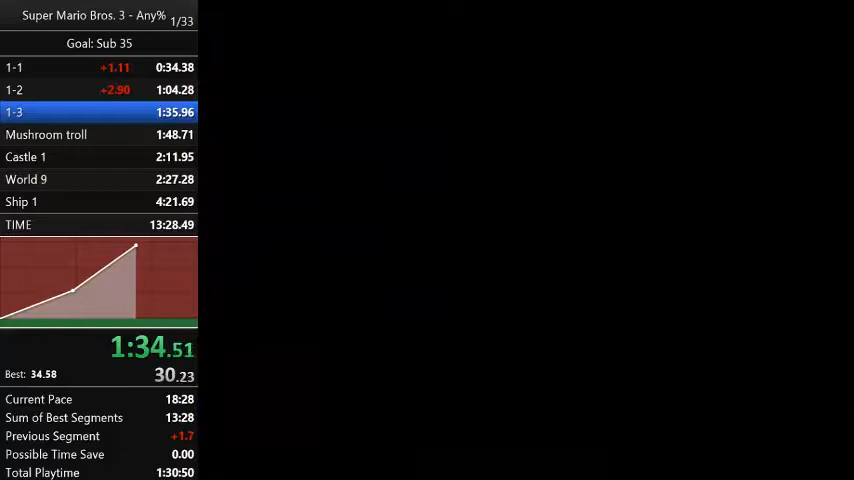 Super Mario Bros. 3 - Any% 1/33
Goal: Sub 35
1-1 +1.11 0:34.38
1-2 +2.90 1:04.28
1-3 1:35.96
Mushroom troll 1:48.71
Castle 1 2:11.95
World 9 2:27.28
Ship 1 4:21.69
TIME 13:28.49
1:34.51
Best: 34.58 30.23
Current Pace 18:28
Sum of Best Segments 13:28
Previous Segment +1.7
Possible Time Save 0.00
Total Playtime 1:30:50